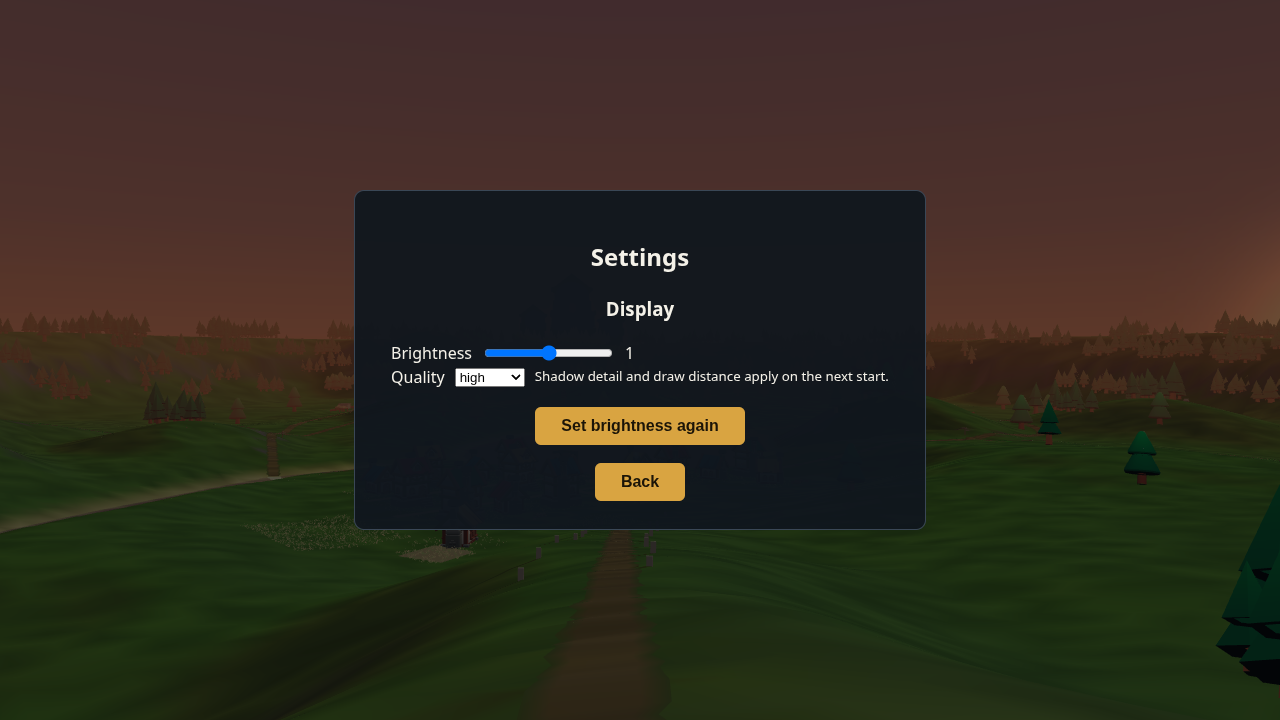 Settings
Display
Brightness 1
Quality high Shadow detail and draw distance apply on the next start.
Set brightness again
Back